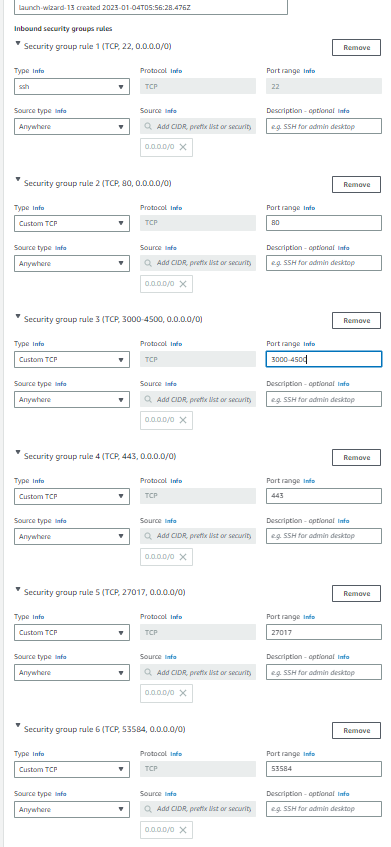 launch-wizard-13 created 2023-01-04T05:56:28.476Z
Inbound security groups rules
Security group rule 1 (TCP, 22, 0.0.0.0/0)
Remove
Type Info Protocol Info Port range Info
ssh TCP 22
Source type Info Source Info Description - optional Info
Anywhere Add CIDR, prefix list or security e.g. SSH for admin desktop
0.0.0.0/0
Security group rule 2 (TCP, 80, 0.0.0.0/0)
Remove
Type Info Protocol Info Port range Info
Custom TCP TCP 80
Source type Info Source Info Description - optional Info
Anywhere Add CIDR, prefix list or security e.g. SSH for admin desktop
0.0.0.0/0
Security group rule 3 (TCP, 3000-4500, 0.0.0.0/0)
Remove
Type Info Protocol Info Port range Info
Custom TCP TCP 3000-4500
Source type Info Source Info Description - optional Info
Anywhere Add CIDR, prefix list or security e.g. SSH for admin desktop
0.0.0.0/0
Security group rule 4 (TCP, 443, 0.0.0.0/0)
Remove
Type Info Protocol Info Port range Info
Custom TCP TCP 443
Source type Info Source Info Description - optional Info
Anywhere Add CIDR, prefix list or security e.g. SSH for admin desktop
0.0.0.0/0
Security group rule 5 (TCP, 27017, 0.0.0.0/0)
Remove
Type Info Protocol Info Port range Info
Custom TCP TCP 27017
Source type Info Source Info Description - optional Info
Anywhere Add CIDR, prefix list or security e.g. SSH for admin desktop
0.0.0.0/0
Security group rule 6 (TCP, 53584, 0.0.0.0/0)
Remove
Type Info Protocol Info Port range Info
Custom TCP TCP 53584
Source type Info Source Info Description - optional Info
Anywhere Add CIDR, prefix list or security e.g. SSH for admin desktop
0.0.0.0/0